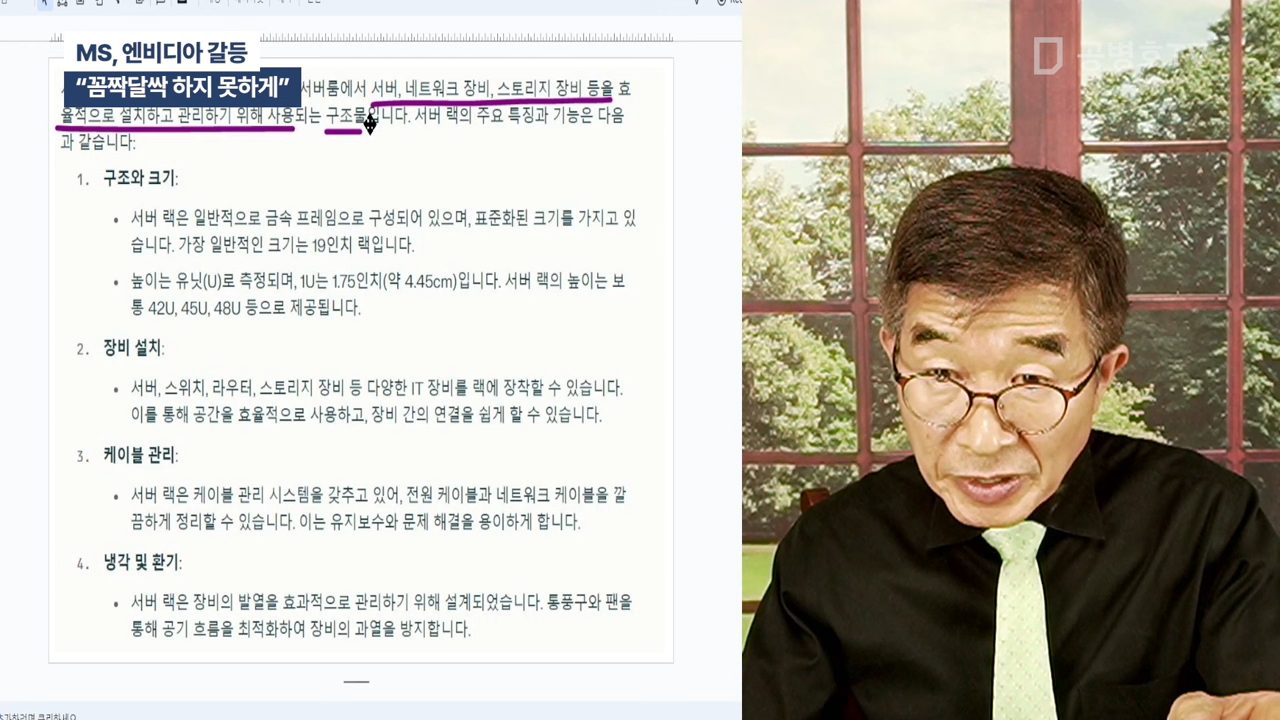 MS, 엔비디아 갈등
“꼼짝달싹 하지 못하게”
서버룸에서 서버, 네트워크 장비, 스토리지 장비 등을 효
율적으로 설치하고 관리하기 위해 사용되는 구조물입니다. 서버 랙의 주요 특징과 기능은 다음
과 같습니다:
1. 구조와 크기:
• 서버 랙은 일반적으로 금속 프레임으로 구성되어 있으며, 표준화된 크기를 가지고 있
습니다. 가장 일반적인 크기는 19인치 랙입니다.
• 높이는 유닛(U)로 측정되며, 1U는 1.75인치(약 4.45cm)입니다. 서버 랙의 높이는 보
통 42U, 45U, 48U 등으로 제공됩니다.
2. 장비 설치:
• 서버, 스위치, 라우터, 스토리지 장비 등 다양한 IT 장비를 랙에 장착할 수 있습니다.
이를 통해 공간을 효율적으로 사용하고, 장비 간의 연결을 쉽게 할 수 있습니다.
3. 케이블 관리:
• 서버 랙은 케이블 관리 시스템을 갖추고 있어, 전원 케이블과 네트워크 케이블을 깔
끔하게 정리할 수 있습니다. 이는 유지보수와 문제 해결을 용이하게 합니다.
4. 냉각 및 환기:
• 서버 랙은 장비의 발열을 효과적으로 관리하기 위해 설계되었습니다. 통풍구와 팬을
통해 공기 흐름을 최적화하여 장비의 과열을 방지합니다.